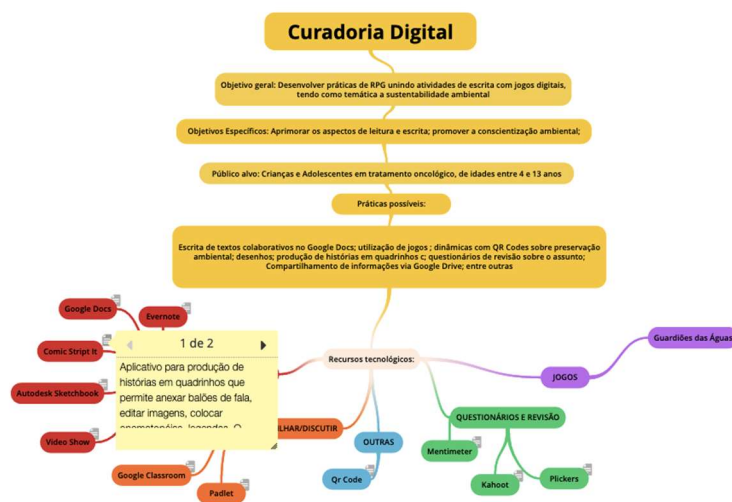 Curadoria Digital
Objetivo geral: Desenvolver práticas de RPG unindo atividades de escrita com jogos digitais,
tendo como temática a sustentabilidade ambiental
Objetivos Específicos: Aprimorar os aspectos de leitura e escrita; promover a conscientização ambiental;
Público alvo: Crianças e Adolescentes em tratamento oncológico, de idades entre 4 e 13 anos
Práticas possíveis:
Escrita de textos colaborativos no Google Docs; utilização de jogos ; dinâmicas com QR Codes sobre preservação
ambiental; desenhos; produção de histórias em quadrinhos c; questionários de revisão sobre o assunto;
Compartilhamento de informações via Google Drive; entre outras
Google Docs
Evernote
Comic Stript It
Autodesk Sketchbook
Video Show
1 de 2
Aplicativo para produção de
histórias em quadrinhos que
permite anexar balões de fala,
editar imagens, colocar
Recursos tecnológicos:
Guardiões das Águas
JOGOS
QUESTIONÁRIOS E REVISÃO
ILHAR/DISCUTIR
OUTRAS
Mentimeter
Google Classroom
Padlet
Qr Code
Kahoot
Plickers